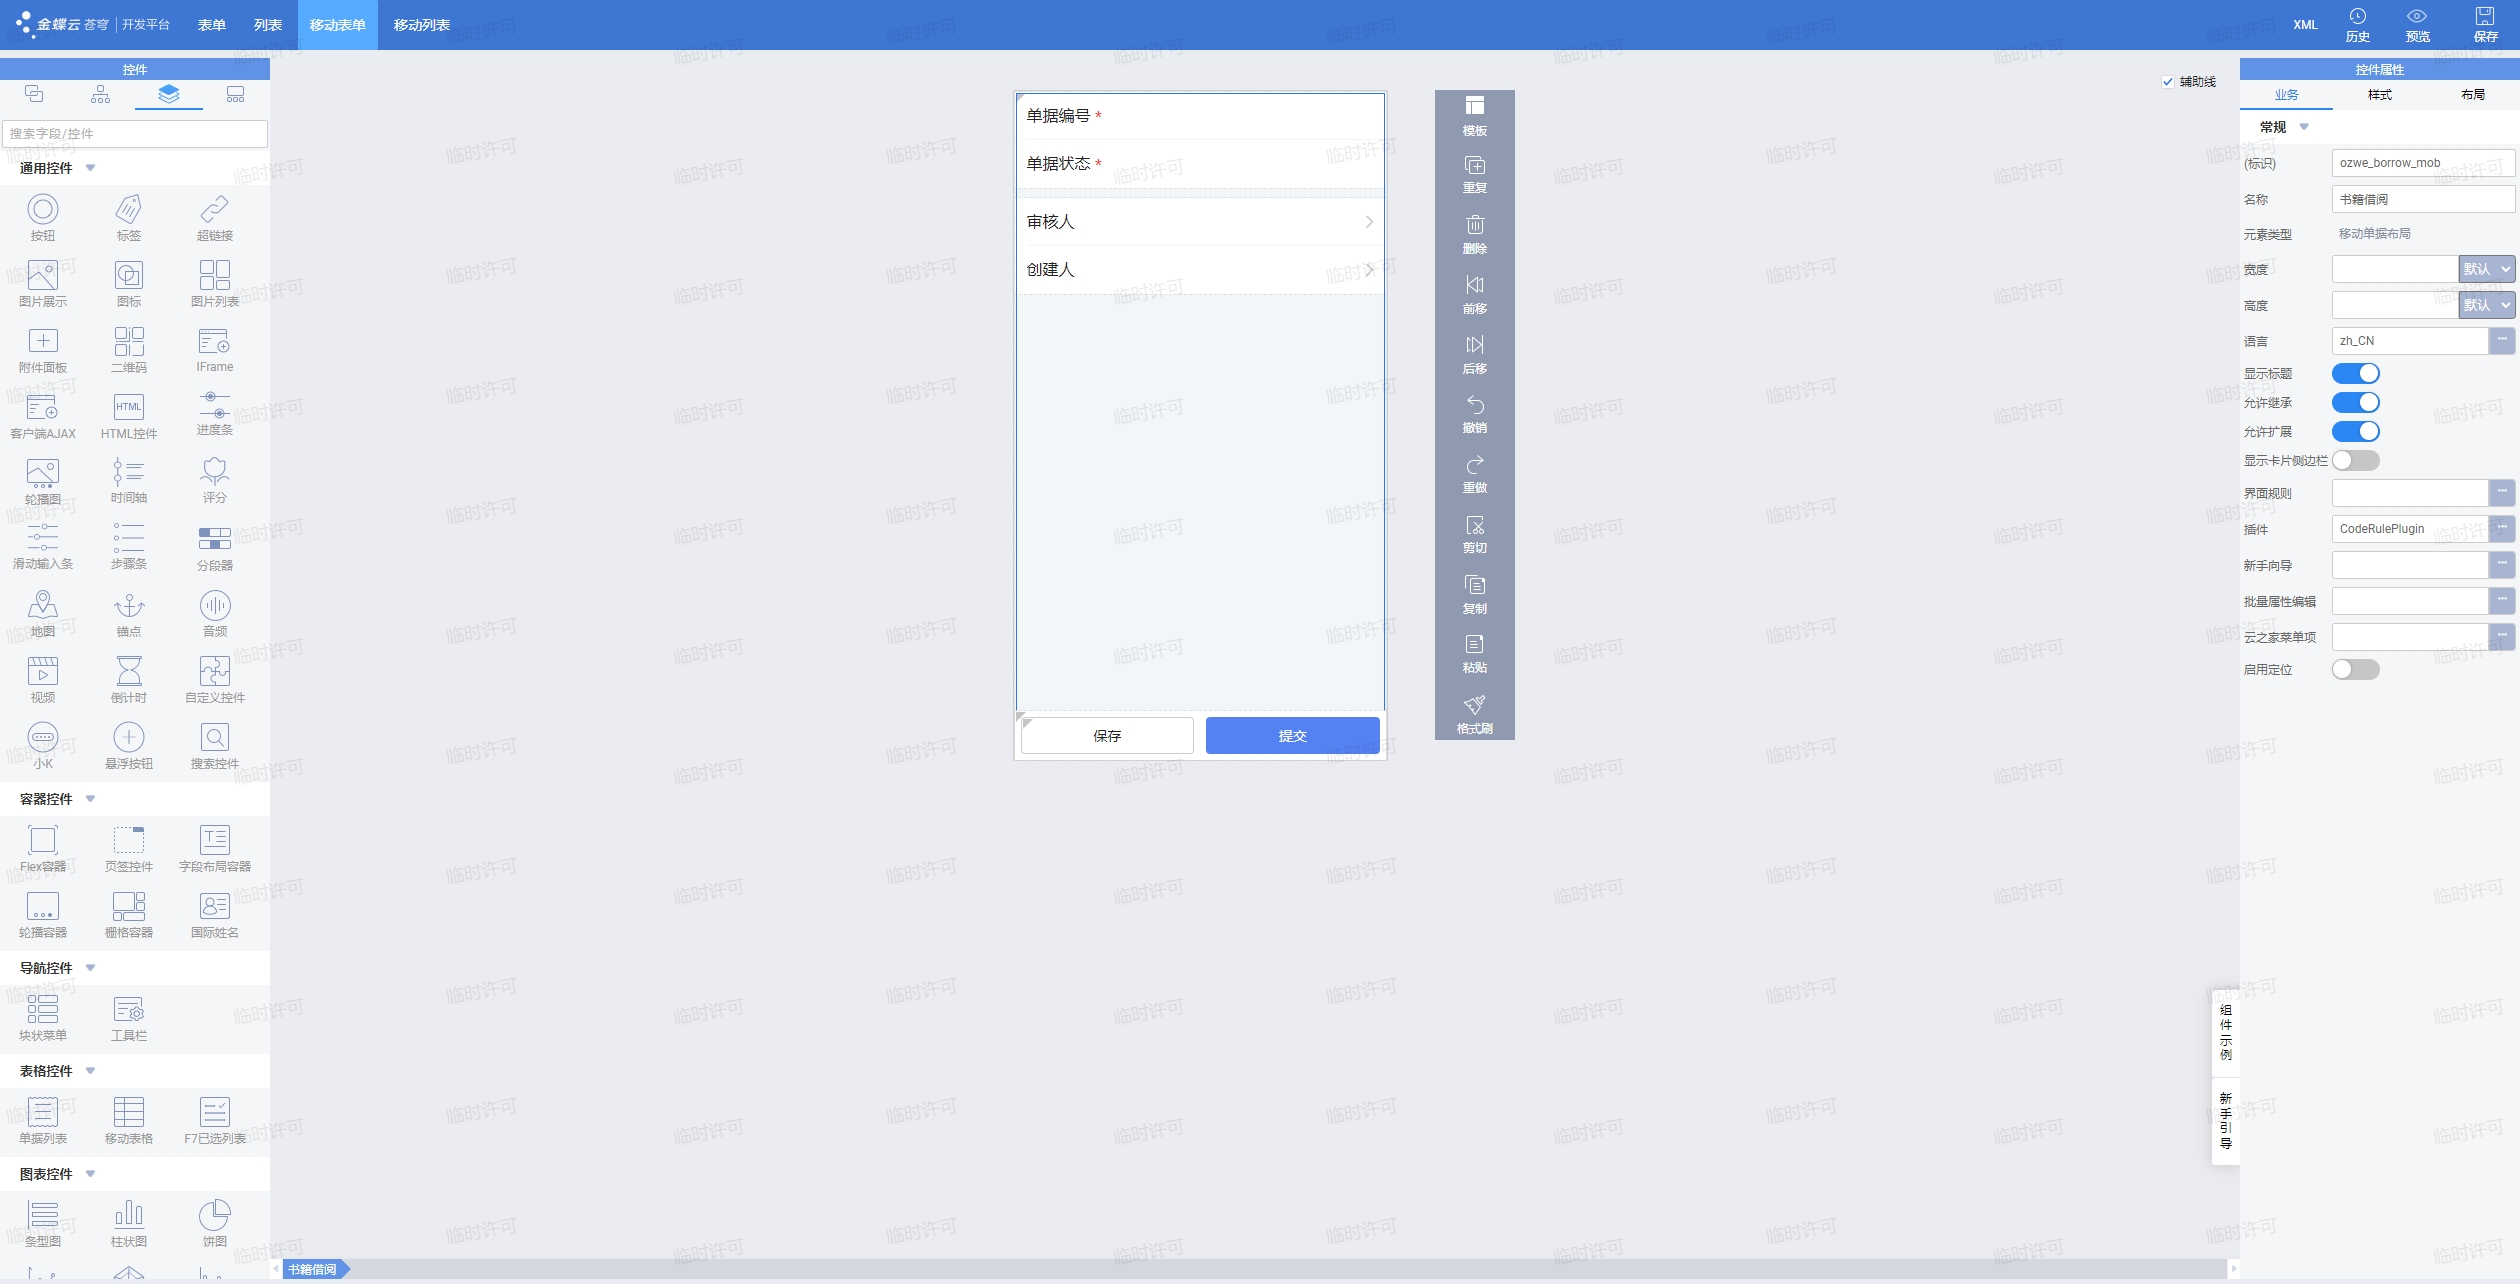 金蝶云 苍穹 | 开发平台
表单
列表
移动表单
移动列表
XML
历史
预览
保存
控件
搜索字段/控件
通用控件
按钮
标签
超链接
图片展示
图标
图片列表
附件面板
二维码
IFrame
客户端AJAX
HTML控件
进度条
轮播图
时间轴
评分
滑动输入条
步骤条
分段器
地图
锚点
音频
视频
倒计时
自定义控件
小K
悬浮按钮
搜索控件
容器控件
Flex容器
页签控件
字段布局容器
轮播容器
栅格容器
国际姓名
导航控件
块状菜单
工具栏
表格控件
单据列表
移动表格
F7已选列表
图表控件
条型图
柱状图
饼图
单据编号 *
单据状态 *
审核人
创建人
保存
提交
模板
重复
删除
前移
后移
撤销
重做
剪切
复制
粘贴
格式刷
辅助线
控件属性
业务
样式
布局
常规
(标识)
ozwe_borrow_mob
名称
书籍借阅
元素类型
移动单据布局
宽度
默认
高度
默认
语言
zh_CN
显示标题
允许继承
允许扩展
显示卡片侧边栏
界面规则
插件
CodeRulePlugin
新手向导
批量属性编辑
云之家菜单项
启用定位
组件示例
新手引导
书籍借阅
临时许可